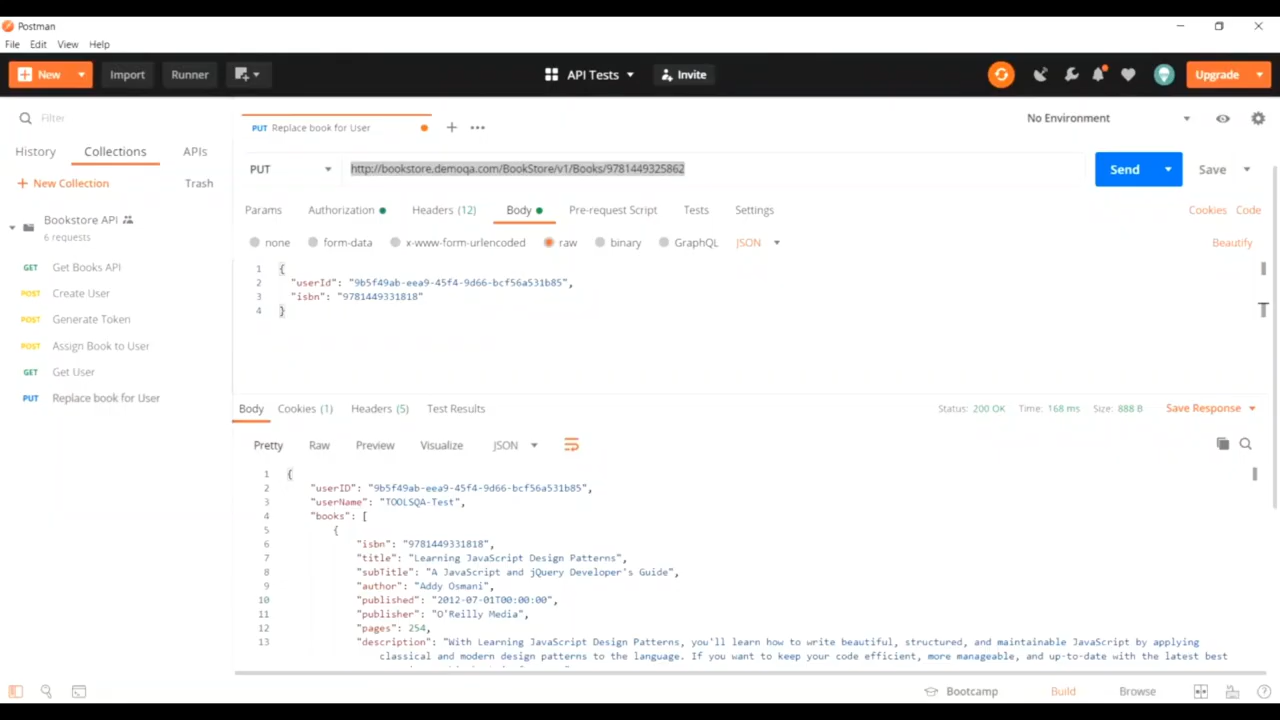 Postman
File Edit View Help
New Import Runner API Tests Invite Upgrade
Filter
PUT Replace book for User
No Environment
History Collections APIs
PUT http://bookstore.demoqa.com/BookStore/v1/Books/9781449325862 Send Save
New Collection Trash
Params Authorization Headers (12) Body Pre-request Script Tests Settings Cookies Code
Bookstore API
6 requests
none form-data x-www-form-urlencoded raw binary GraphQL JSON Beautify
GET Get Books API
POST Create User
POST Generate Token
POST Assign Book to User
GET Get User
PUT Replace book for User
1 {
2 "userId": "9b5f49ab-eea9-45f4-9d66-bcf56a531b85",
3 "isbn": "9781449331818"
4 }
Body Cookies (1) Headers (5) Test Results Status: 200 OK Time: 168 ms Size: 888 B Save Response
Pretty Raw Preview Visualize JSON
1 {
2 "userID": "9b5f49ab-eea9-45f4-9d66-bcf56a531b85",
3 "userName": "TOOLSQA-Test",
4 "books": [
5 {
6 "isbn": "9781449331818",
7 "title": "Learning JavaScript Design Patterns",
8 "subTitle": "A JavaScript and jQuery Developer's Guide",
9 "author": "Addy Osmani",
10 "published": "2012-07-01T00:00:00",
11 "publisher": "O'Reilly Media",
12 "pages": 254,
13 "description": "With Learning JavaScript Design Patterns, you'll learn how to write beautiful, structured, and maintainable JavaScript by applying
classical and modern design patterns to the language. If you want to keep your code efficient, more manageable, and up-to-date with the latest best
Bootcamp Build Browse